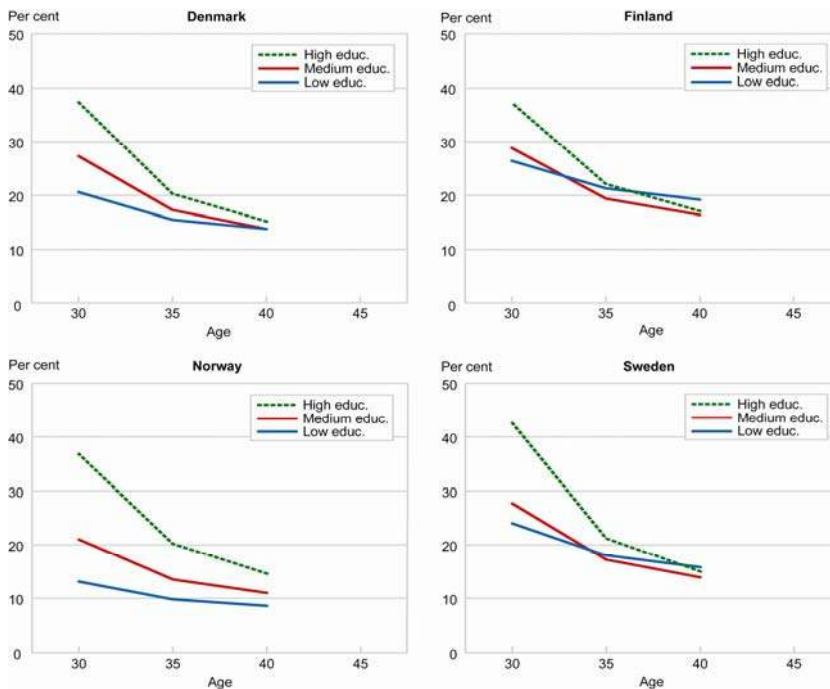 Per cent
Denmark
50
40
30
20
10
0
High educ.
Medium educ.
Low educ.
30
35
40
45
Age
Per cent
Finland
50
40
30
20
10
0
High educ.
Medium educ.
Low educ.
30
35
40
45
Age
Per cent
Norway
50
40
30
20
10
0
High educ.
Medium educ.
Low educ.
30
35
40
45
Age
Per cent
Sweden
50
40
30
20
10
0
High educ.
Medium educ.
Low educ.
30
35
40
45
Age